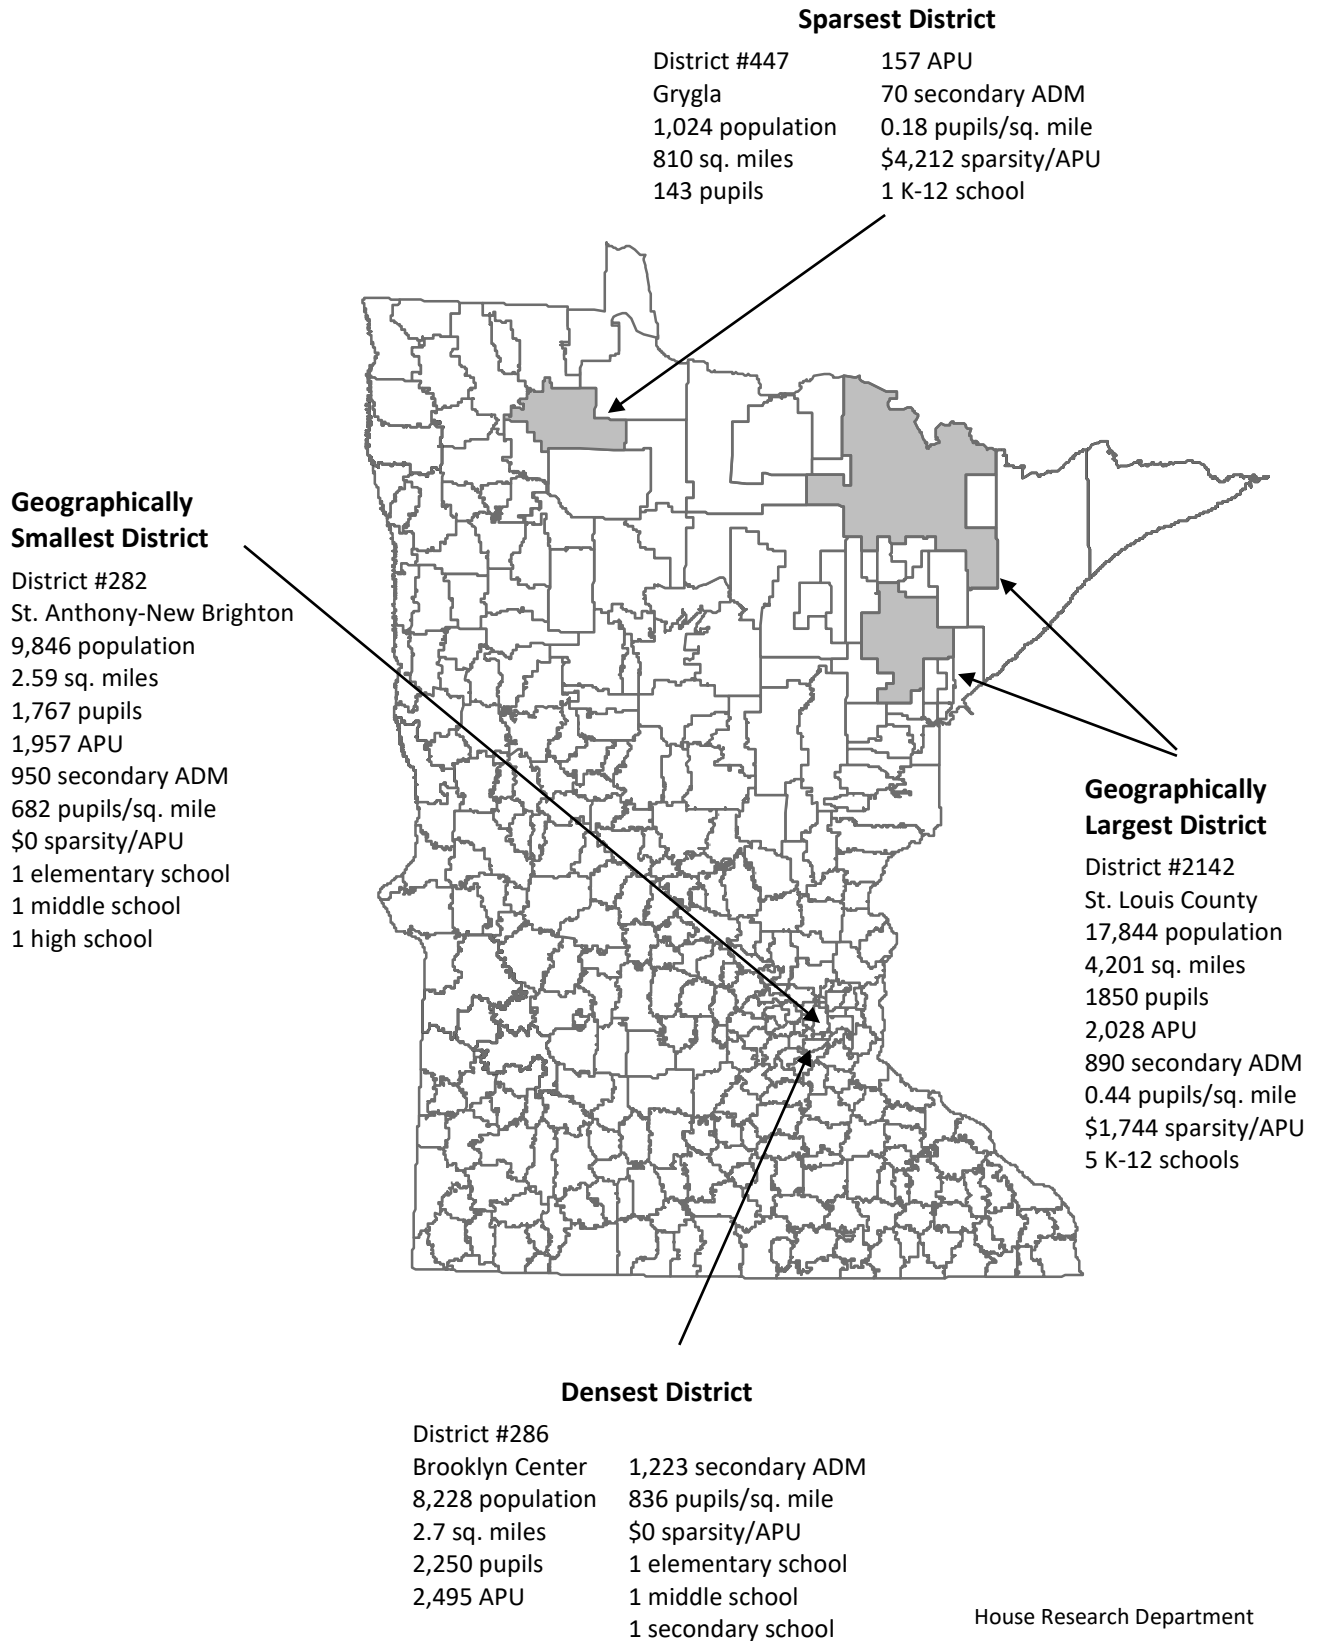 Sparsest District
District #447
Grygla
1,024 population
810 sq. miles
143 pupils
157 APU
70 secondary ADM
0.18 pupils/sq. mile
$4,212 sparsity/APU
1 K-12 school
Geographically
Smallest District
District #282
St. Anthony-New Brighton
9,846 population
2.59 sq. miles
1,767 pupils
1,957 APU
950 secondary ADM
682 pupils/sq. mile
$0 sparsity/APU
1 elementary school
1 middle school
1 high school
Geographically
Largest District
District #2142
St. Louis County
17,844 population
4,201 sq. miles
1850 pupils
2,028 APU
890 secondary ADM
0.44 pupils/sq. mile
$1,744 sparsity/APU
5 K-12 schools
Densest District
District #286
Brooklyn Center
8,228 population
2.7 sq. miles
2,250 pupils
2,495 APU
1,223 secondary ADM
836 pupils/sq. mile
$0 sparsity/APU
1 elementary school
1 middle school
1 secondary school
House Research Department